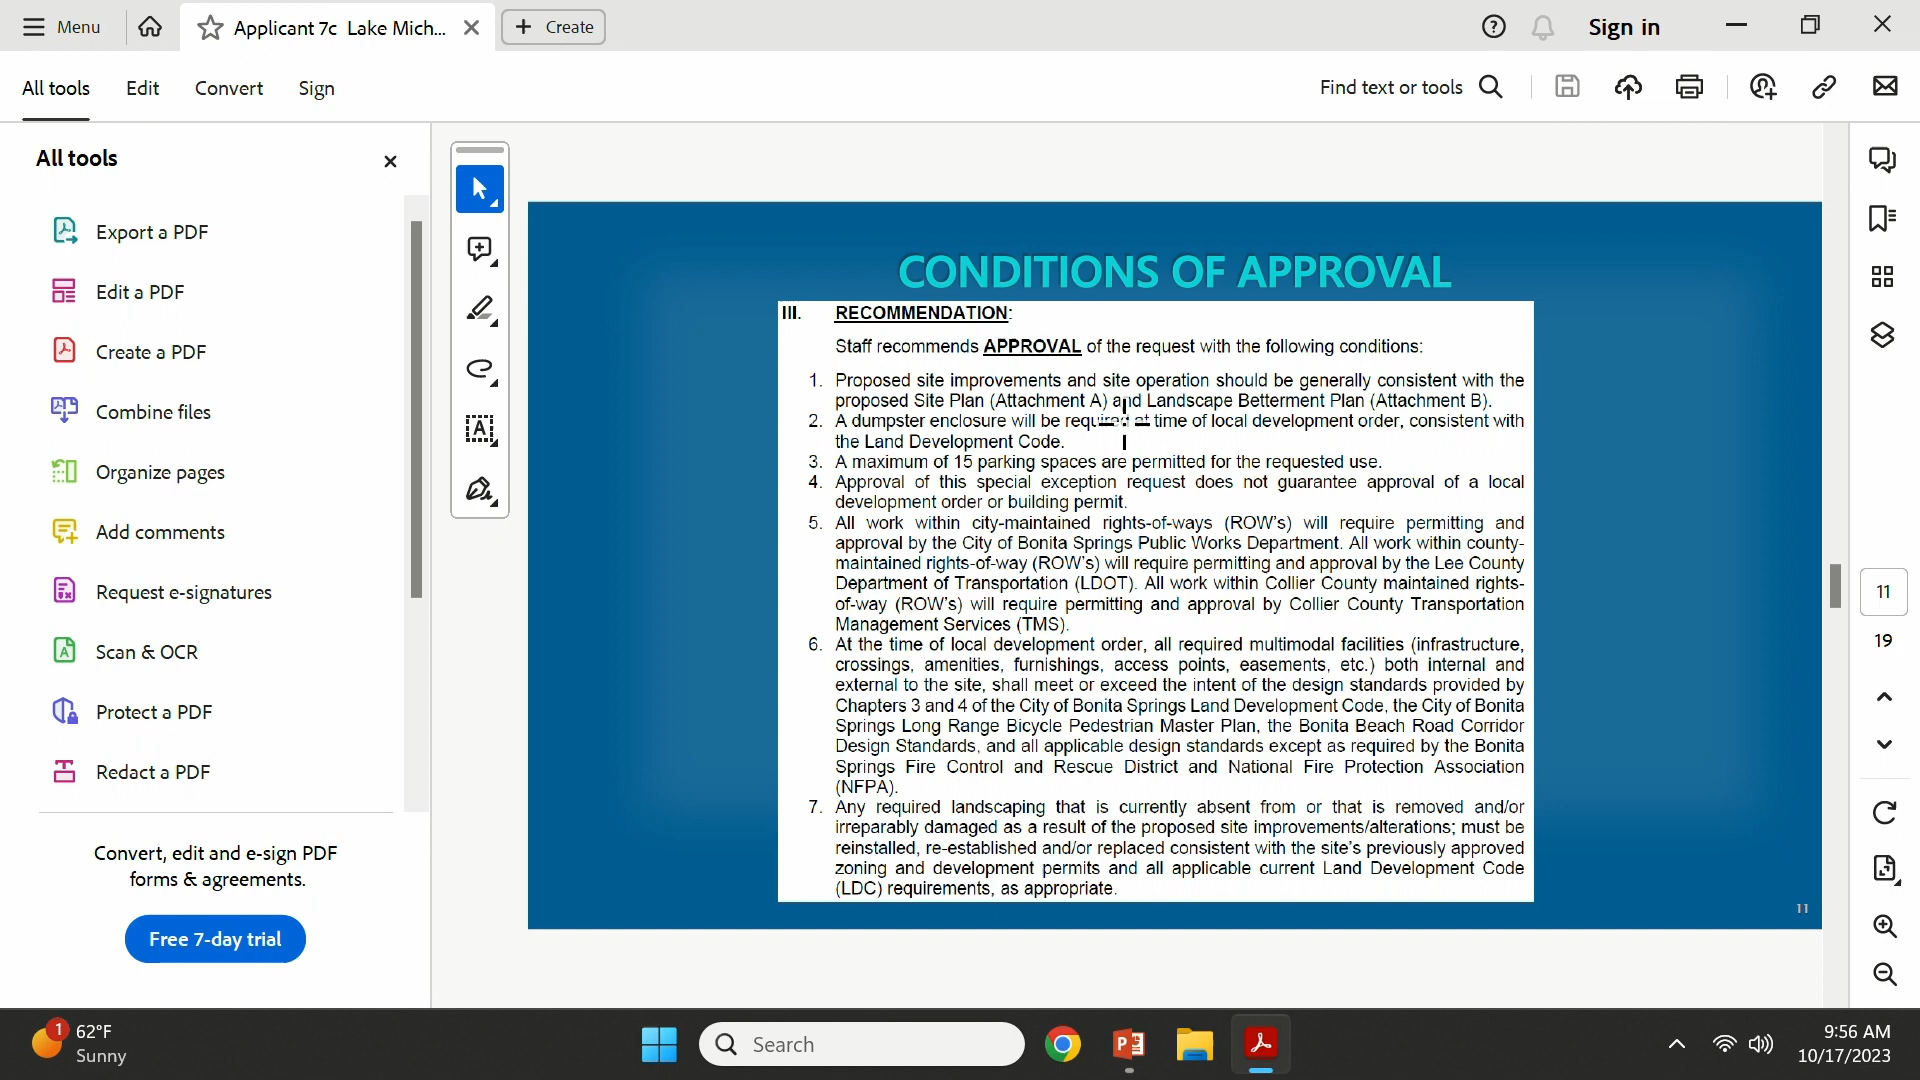 Menu
Applicant 7c Lake Mich...
Create
Sign in
All tools
Edit
Convert
Sign
Find text or tools
All tools
Export a PDF
Edit a PDF
Create a PDF
Combine files
Organize pages
Add comments
Request e-signatures
Scan & OCR
Protect a PDF
Redact a PDF
Convert, edit and e-sign PDF
forms & agreements.
Free 7-day trial
CONDITIONS OF APPROVAL
III. RECOMMENDATION:
Staff recommends APPROVAL of the request with the following conditions:
1. Proposed site improvements and site operation should be generally consistent with the
proposed Site Plan (Attachment A) and Landscape Betterment Plan (Attachment B).
2. A dumpster enclosure will be required at time of local development order, consistent with
the Land Development Code.
3. A maximum of 15 parking spaces are permitted for the requested use.
4. Approval of this special exception request does not guarantee approval of a local
development order or building permit.
5. All work within city-maintained rights-of-ways (ROW's) will require permitting and
approval by the City of Bonita Springs Public Works Department. All work within county-
maintained rights-of-way (ROW's) will require permitting and approval by the Lee County
Department of Transportation (LDOT). All work within Collier County maintained rights-
of-way (ROW's) will require permitting and approval by Collier County Transportation
Management Services (TMS).
6. At the time of local development order, all required multimodal facilities (infrastructure,
crossings, amenities, furnishings, access points, easements, etc.) both internal and
external to the site, shall meet or exceed the intent of the design standards provided by
Chapters 3 and 4 of the City of Bonita Springs Land Development Code, the City of Bonita
Springs Long Range Bicycle Pedestrian Master Plan, the Bonita Beach Road Corridor
Design Standards, and all applicable design standards except as required by the Bonita
Springs Fire Control and Rescue District and National Fire Protection Association
(NFPA).
7. Any required landscaping that is currently absent from or that is removed and/or
irreparably damaged as a result of the proposed site improvements/alterations; must be
reinstalled, re-established and/or replaced consistent with the site's previously approved
zoning and development permits and all applicable current Land Development Code
(LDC) requirements, as appropriate.
11
11
19
1
62°F
Sunny
Search
9:56 AM
10/17/2023